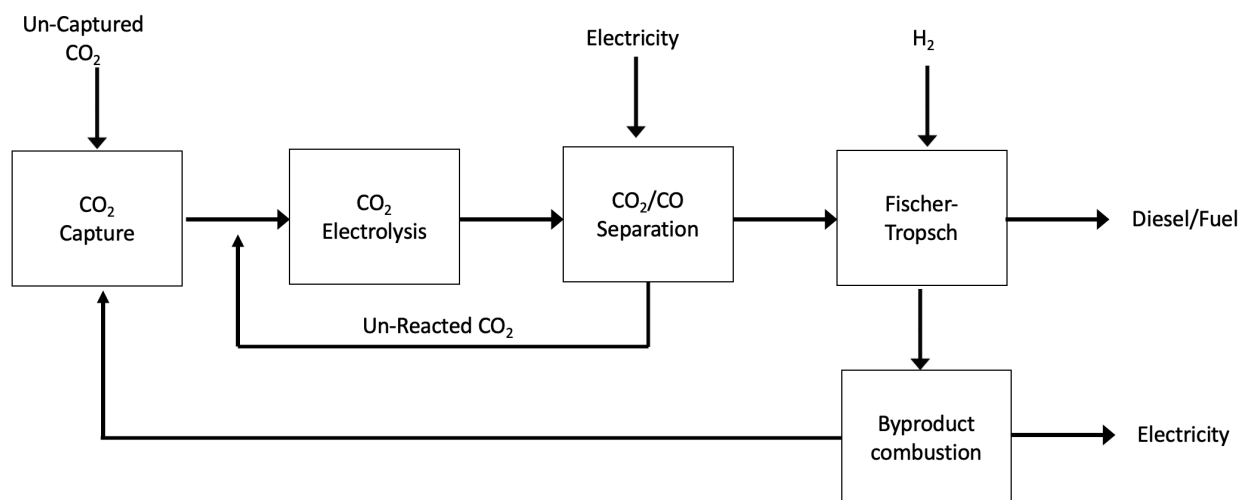 Un-Captured
CO₂
Electricity
H₂
CO₂
Capture
CO₂
Electrolysis
CO₂/CO
Separation
Fischer-
Tropsch
Diesel/Fuel
Un-Reacted CO₂
Byproduct
combustion
Electricity